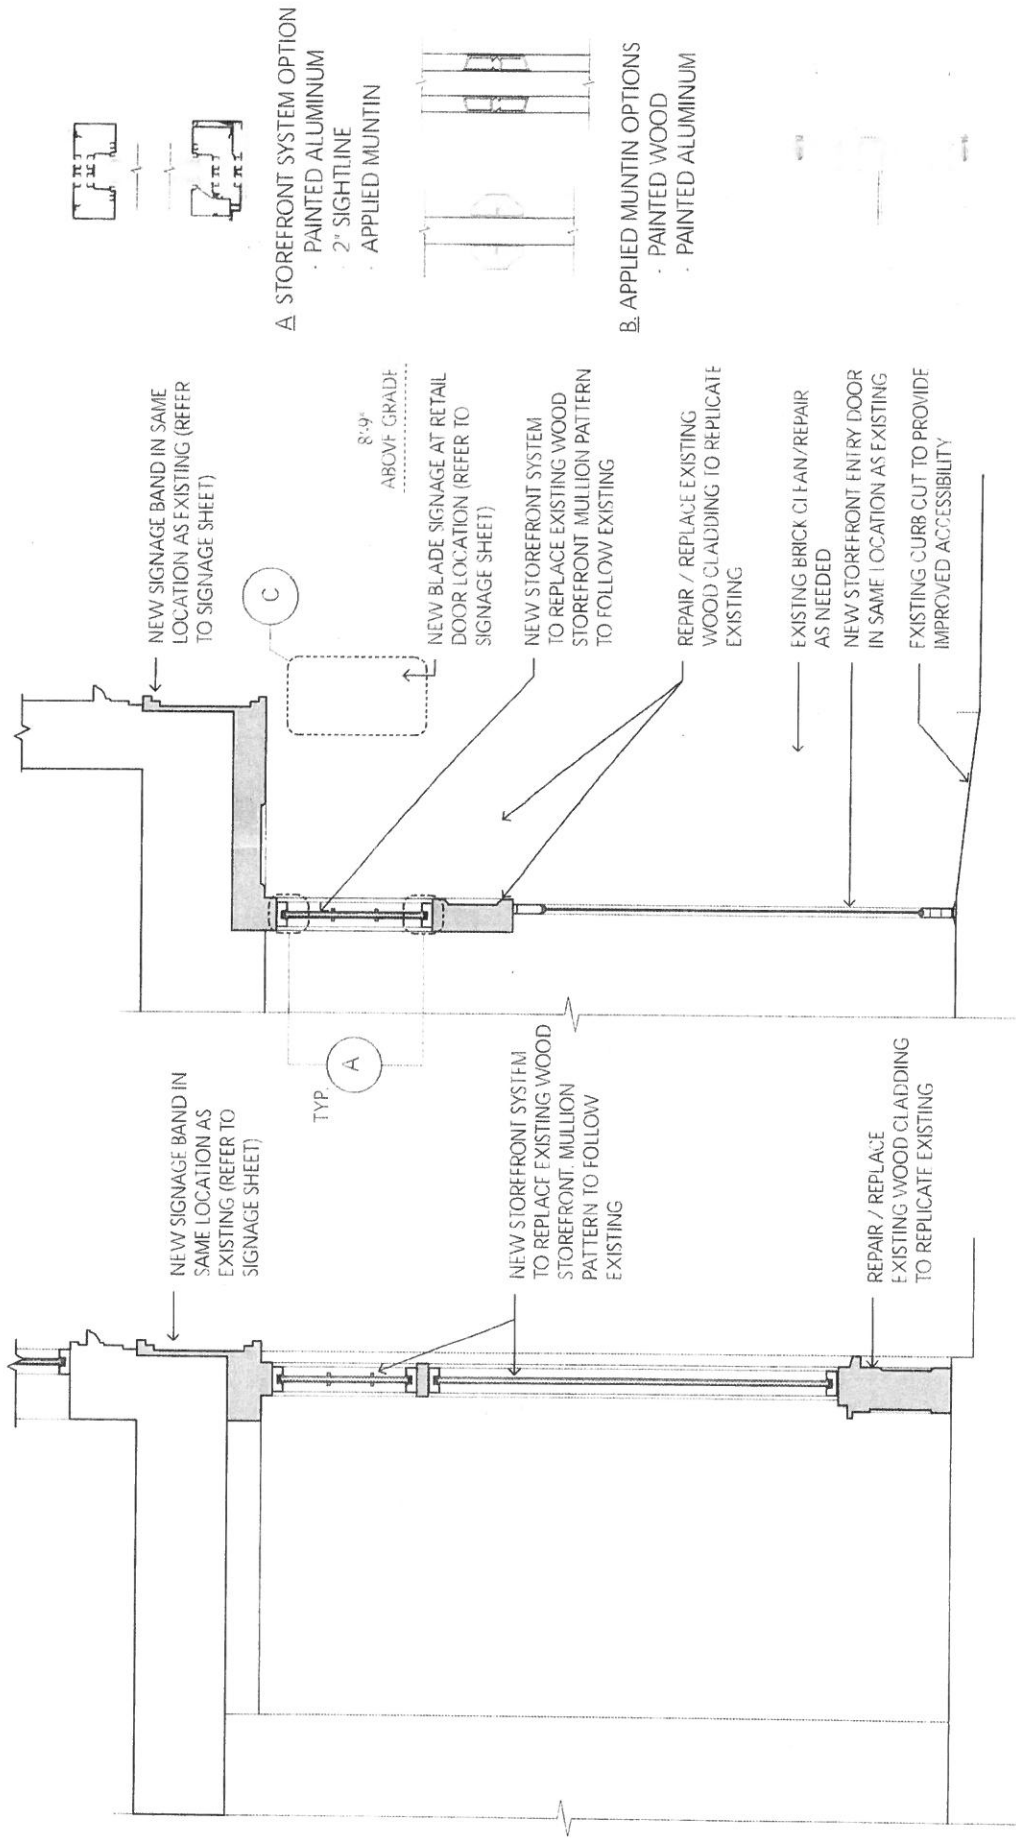 NEW SIGNAGE BAND IN
SAME LOCATION AS
EXISTING (REFER TO
SIGNAGE SHEET)
NEW STOREFRONT SYSTEM
TO REPLACE EXISTING WOOD
STOREFRONT. MULLION
PATTERN TO FOLLOW
EXISTING
REPAIR / REPLACE
EXISTING WOOD CLADDING
TO REPLICATE EXISTING
TYP.
A
NEW SIGNAGE BAND IN SAME
LOCATION AS EXISTING (REFER
TO SIGNAGE SHEET)
C
8'-9"
ABOVE GRADE
NEW BLADE SIGNAGE AT RETAIL
DOOR LOCATION (REFER TO
SIGNAGE SHEET)
NEW STOREFRONT SYSTEM
TO REPLACE EXISTING WOOD
STOREFRONT MULLION PATTERN
TO FOLLOW EXISTING
REPAIR / REPLACE EXISTING
WOOD CLADDING TO REPLICATE
EXISTING
EXISTNG BRICK CLEAN/REPAIR
AS NEEDED
NEW STOREFRONT ENTRY DOOR
IN SAME LOCATION AS EXISTING
EXISTING CURB CUT TO PROVIDE
IMPROVED ACCESSIBILITY
A STOREFRONT SYSTEM OPTION
· PAINTED ALUMINUM
· 2" SIGHTLINE
· APPLIED MUNTIN
B. APPLIED MUNTIN OPTIONS
· PAINTED WOOD
· PAINTED ALUMINUM